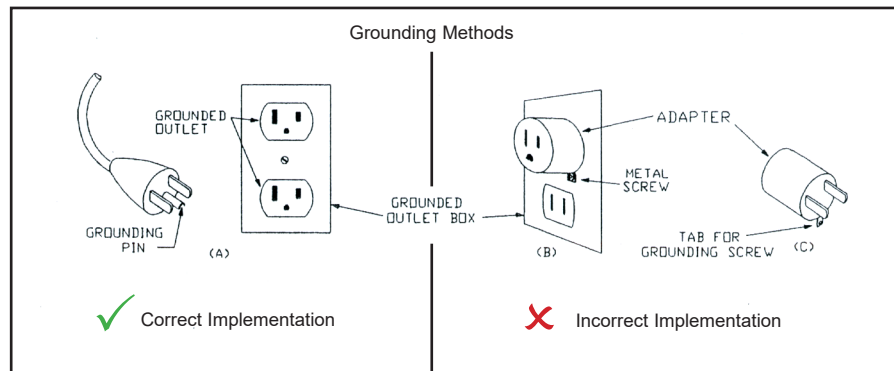 Grounding Methods
GROUNDED
OUTLET
GROUNDING
PIN
(A)
GROUNDED
OUTLET BOX
ADAPTER
METAL
SCREW
(B)
TAB FOR
GROUNDING SCREW
(C)
Correct Implementation
Incorrect Implementation